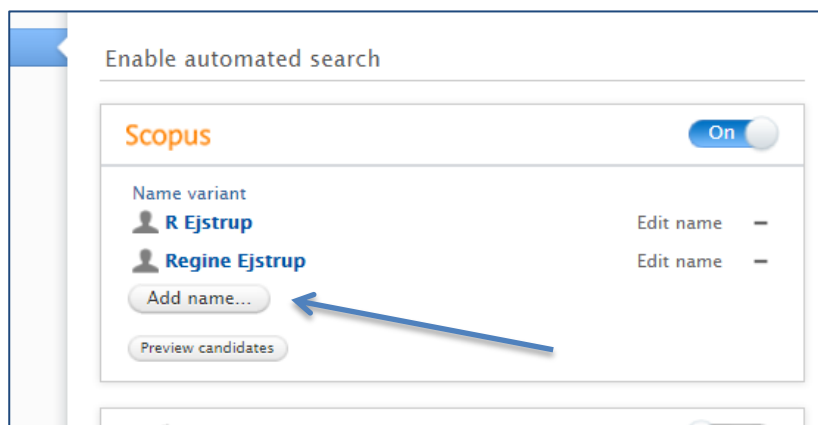 Enable automated search
Scopus
On
Name variant
R Ejstrup Edit name
Regine Ejstrup Edit name
Add name...
Preview candidates